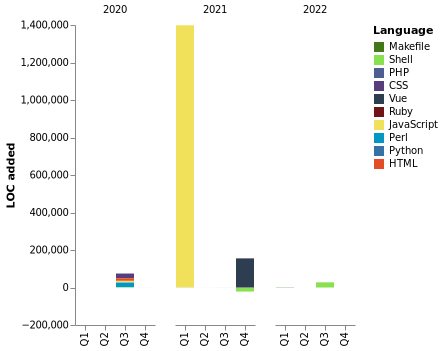 2020 2021 2022
LOC added
1,400,000
1,200,000
1,000,000
800,000
600,000
400,000
200,000
0
−200,000
Q1 Q2 Q3 Q4 Q1 Q2 Q3 Q4 Q1 Q2 Q3 Q4
Language
Makefile
Shell
PHP
CSS
Vue
Ruby
JavaScript
Perl
Python
HTML